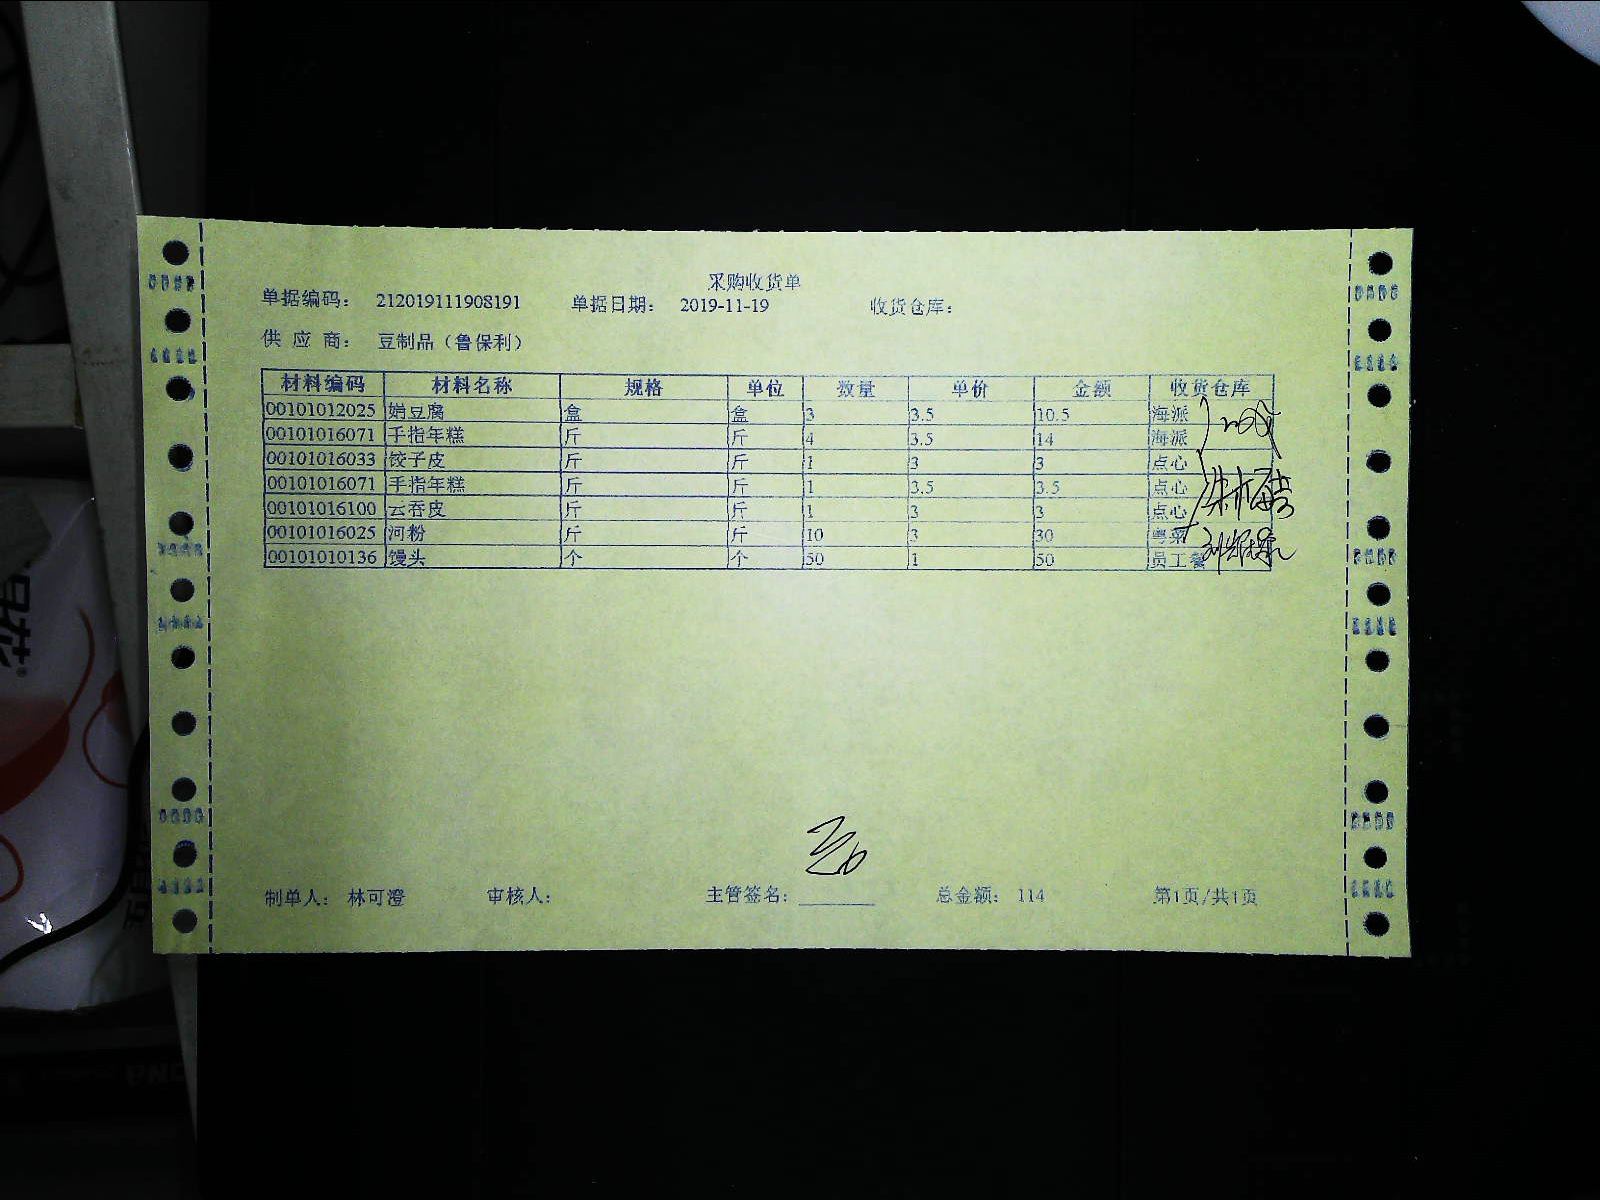 采购收货单
单据编码： 212019111908191 单据日期： 2019-11-19 收货仓库：
供 应 商： 豆制品（鲁保利）
材料编码 材料名称 规格 单位 数量 单价 金额 收货仓库
00101012025 娟豆腐 盒 盒 3 3.5 10.5 海派
00101016071 手指年糕 斤 斤 4 3.5 14 海派
00101016033 饺子皮 斤 斤 1 3 3 点心
00101016071 手指年糕 斤 斤 1 3.5 3.5 点心
00101016100 云吞皮 斤 斤 1 3 3 点心
00101016025 河粉 斤 斤 10 3 30 粤菜
00101010136 馒头 个 个 50 1 50 员工餐
制单人： 林可澄 审核人： 主管签名： 总金额： 114 第1页/共1页